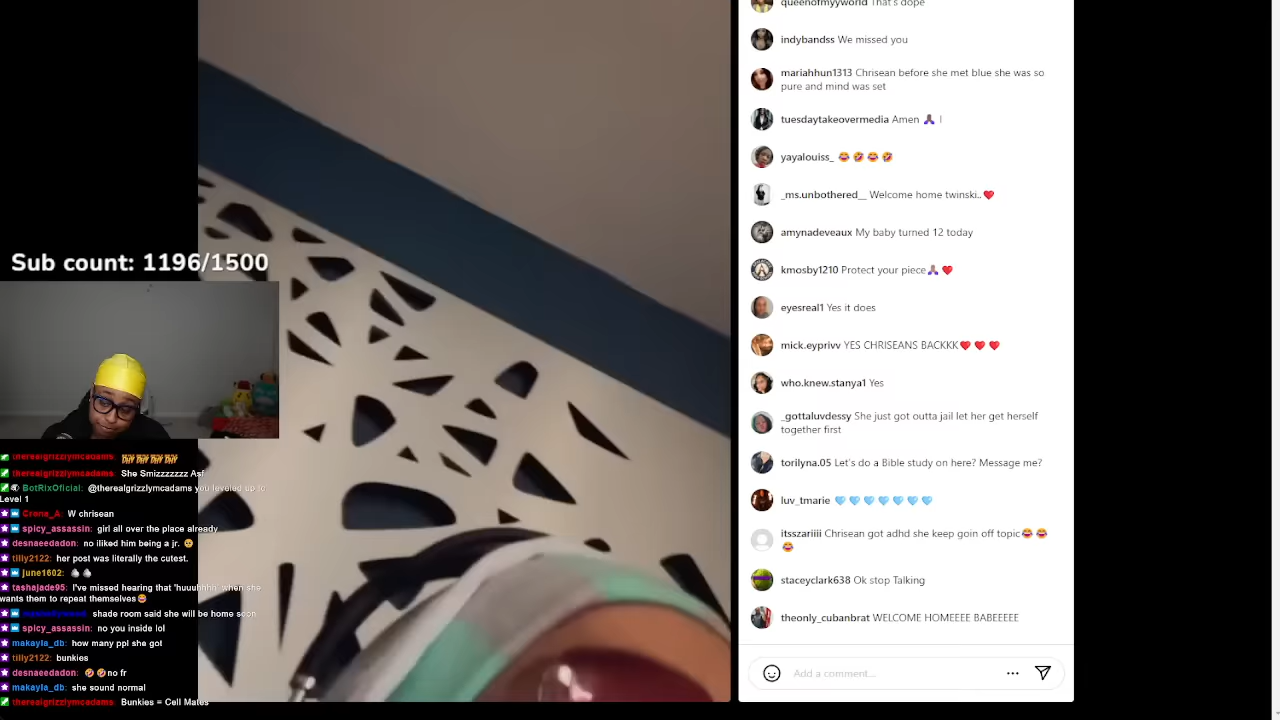 queenofmyyworld That's dope
indybandss We missed you
mariahhun1313 Chrisean before she met blue she was so
pure and mind was set
tuesdaytakeovermedia Amen 🙏🏽 I
yayalouiss_ 😂🤣😂🤣
_ms.unbothered__ Welcome home twinski..❤️
amynadeveaux My baby turned 12 today
kmosby1210 Protect your piece🙏🏽❤️
eyesreal1 Yes it does
mick.eyprivv YES CHRISEANS BACKKK❤️❤️❤️
who.knew.stanya1 Yes
_gottaluvdessy She just got outta jail let her get herself
together first
torilyna.05 Let's do a Bible study on here? Message me?
luv_tmarie 🩵🩵🩵🩵🩵🩵🩵
itsszariiii Chrisean got adhd she keep goin off topic😂😂
😂
staceyclark638 Ok stop Talking
theonly_cubanbrat WELCOME HOMEEEE BABEEEEE
Add a comment...
Sub count: 1196/1500
therealgrizzlymcadams:
therealgrizzlymcadams: She Smizzzzzzz Asf
BotRixOficial: @therealgrizzlymcadams you leveled up to
Level 1
Crona_A: W chrisean
spicy_assassin: girl all over the place already
desnaeedadon: no iliked him being a jr. 🥹
tilly2122: her post was literally the cutest.
june1602:
tashajade95: I've missed hearing that 'huuuhhhh' when she
wants them to repeat themselves😂
shade room said she will be home soon
spicy_assassin: no you inside lol
makayla_db: how many ppl she got
tilly2122: bunkies
desnaeedadon: 🤣🤣no fr
makayla_db: she sound normal
therealgrizzlymcadams: Bunkies = Cell Mates